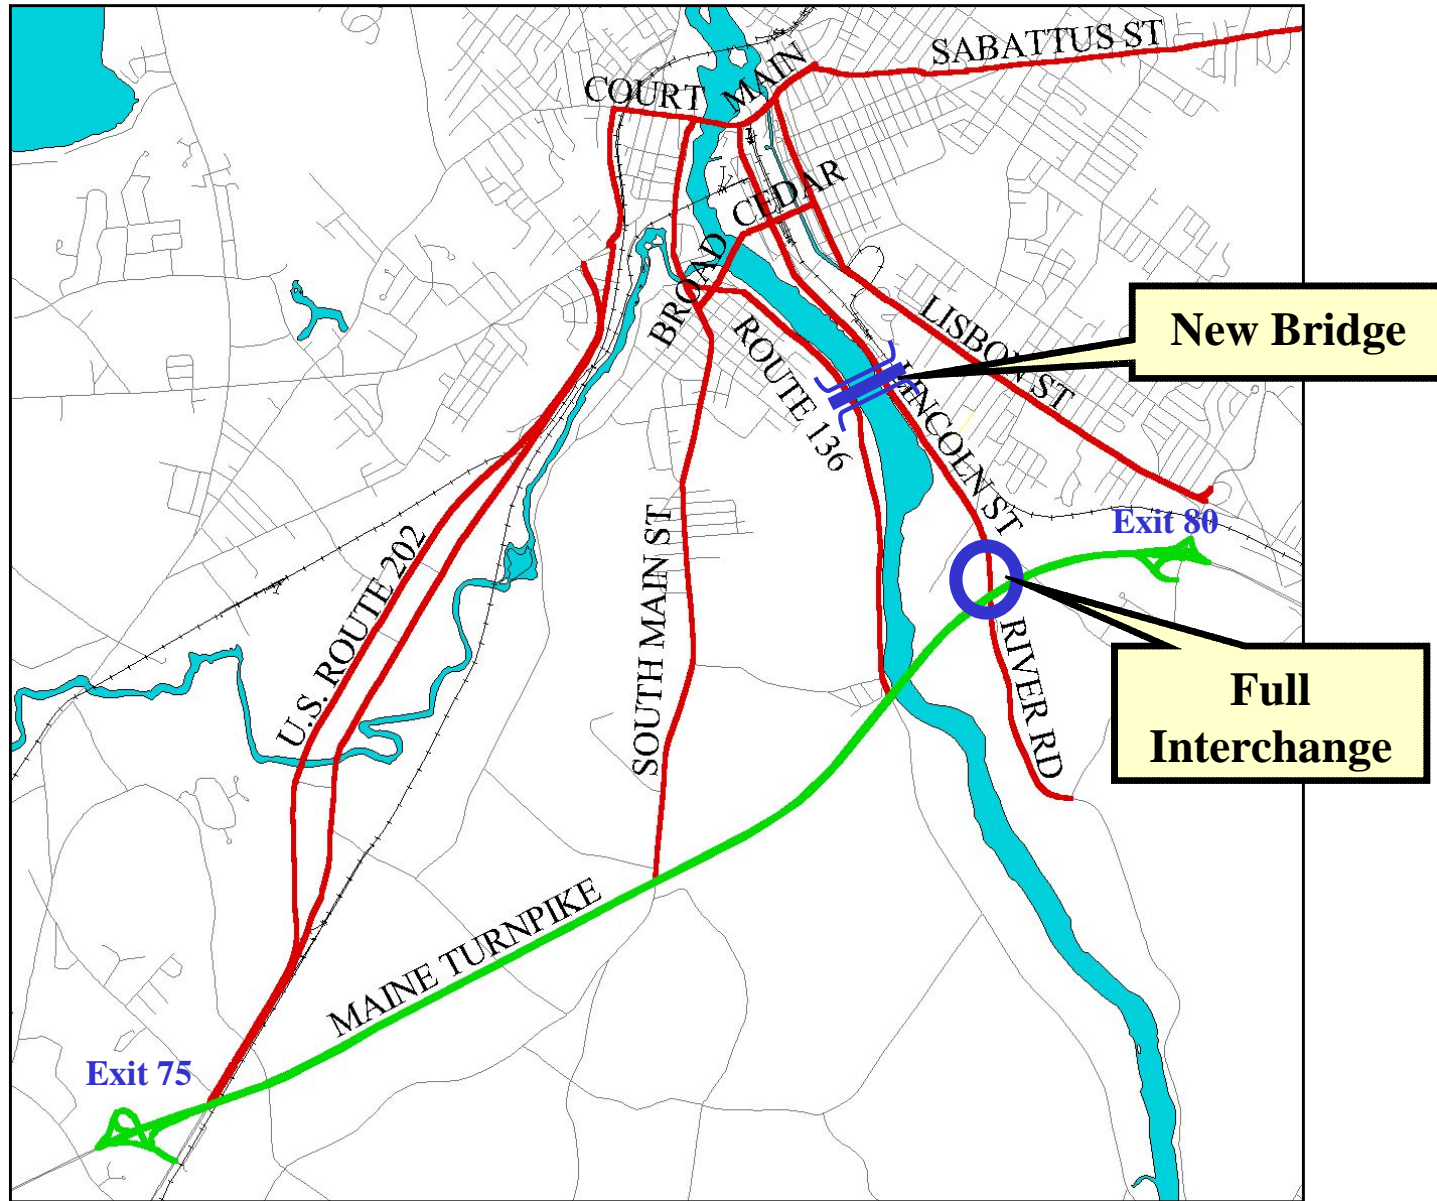 SABATTUS ST
COURT
MAIN
CEDAR
BROAD
LISBON ST
New Bridge
ROUTE 136
LINCOLN ST
Exit 80
U.S. ROUTE 202
SOUTH MAIN ST
RIVER RD
Full
Interchange
MAINE TURNPIKE
Exit 75